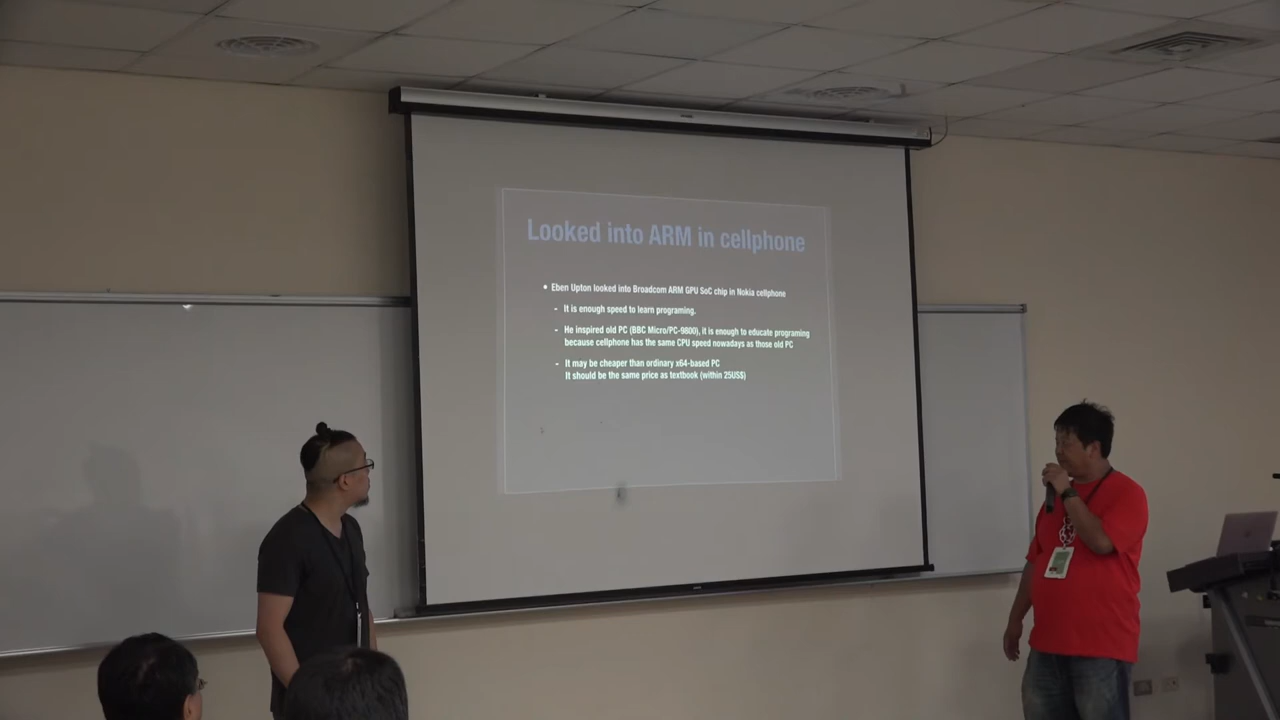 Looked into ARM in cellphone
• Eben Upton looked into Broadcom ARM GPU SoC chip in Nokia cellphone
- It is enough speed to learn programing.
- He inspired old PC (BBC Micro/PC-9800), it is enough to educate programing
because cellphone has the same CPU speed nowadays as those old PC
- It may be cheaper than ordinary x64-based PC
It should be the same price as textbook (within 25US$)